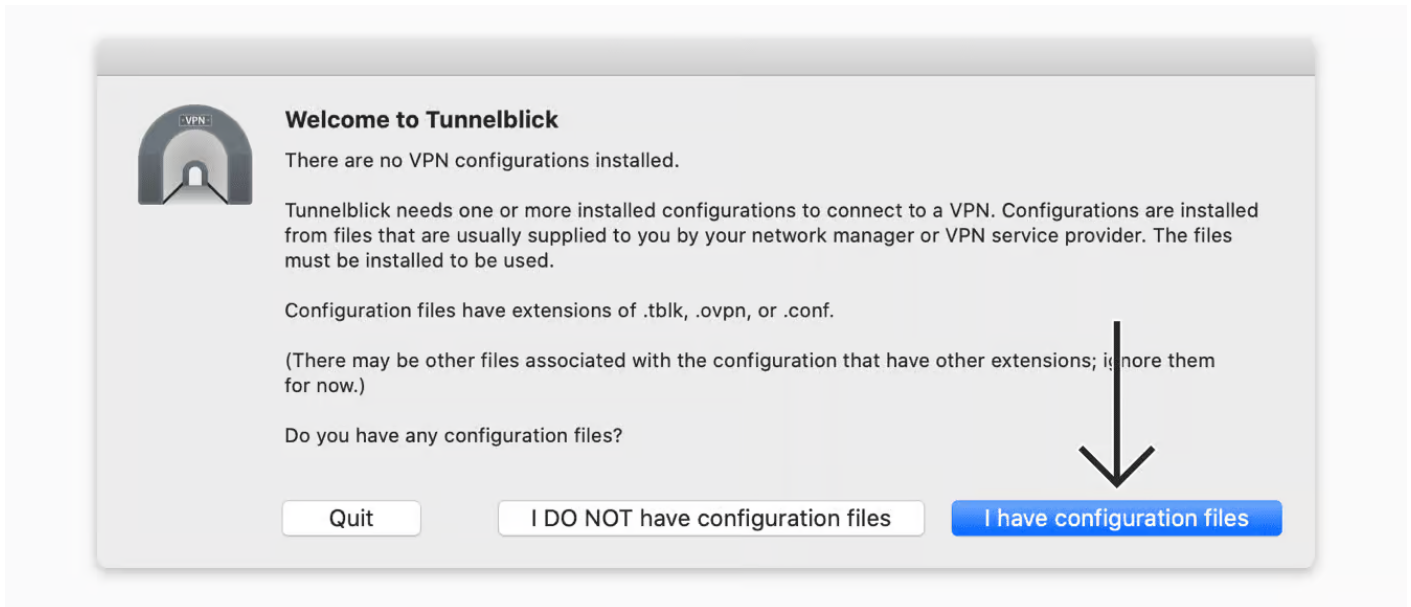 VPN
Welcome to Tunnelblick
There are no VPN configurations installed.
Tunnelblick needs one or more installed configurations to connect to a VPN. Configurations are installed
from files that are usually supplied to you by your network manager or VPN service provider. The files
must be installed to be used.
Configuration files have extensions of .tblk, .ovpn, or .conf.
(There may be other files associated with the configuration that have other extensions; ignore them
for now.)
Do you have any configuration files?
Quit
I DO NOT have configuration files
I have configuration files